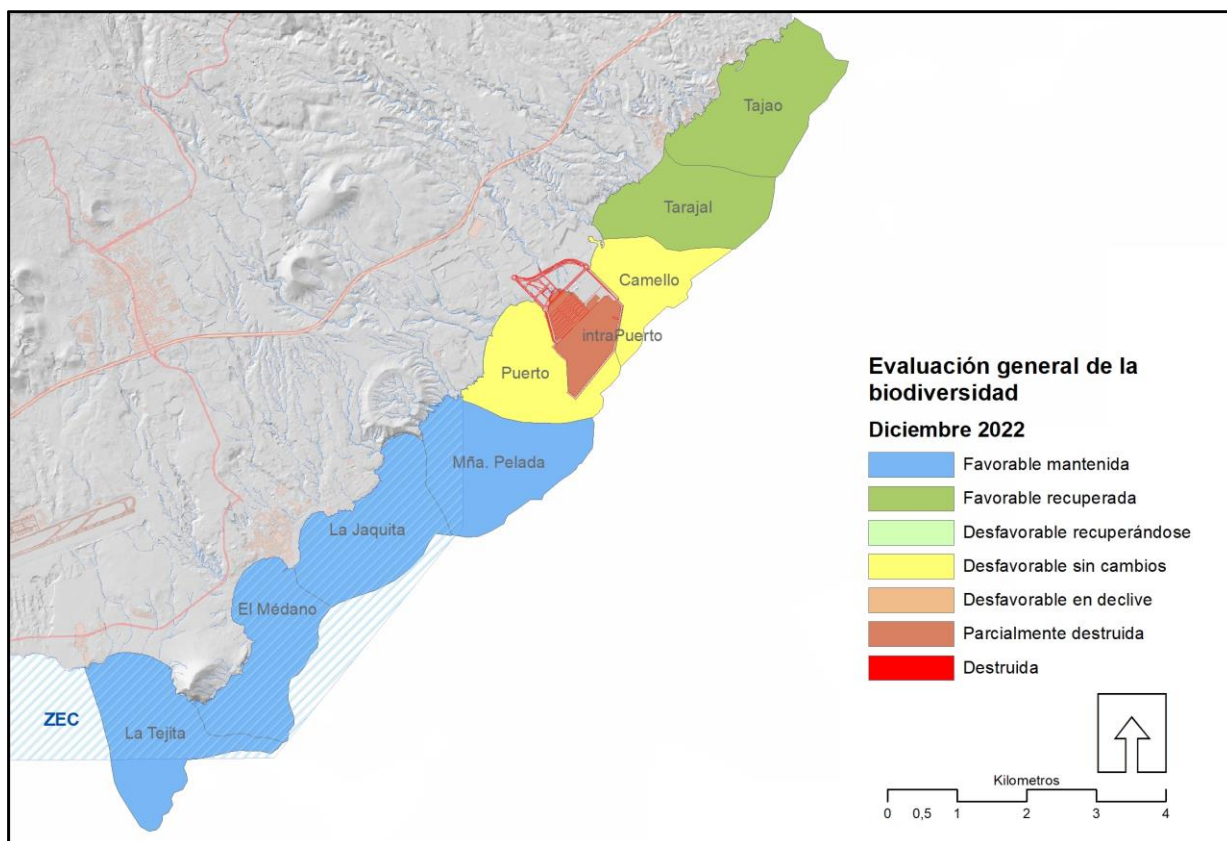 Tajao
Tarajal
Camello
intraPuerto
Puerto
Mña. Pelada
La Jaquita
El Médano
ZEC
La Tejita
Evaluación general de la
biodiversidad
Diciembre 2022
Favorable mantenida
Favorable recuperada
Desfavorable recuperándose
Desfavorable sin cambios
Desfavorable en declive
Parcialmente destruida
Destruida
Kilometros
0 0,5 1 2 3 4